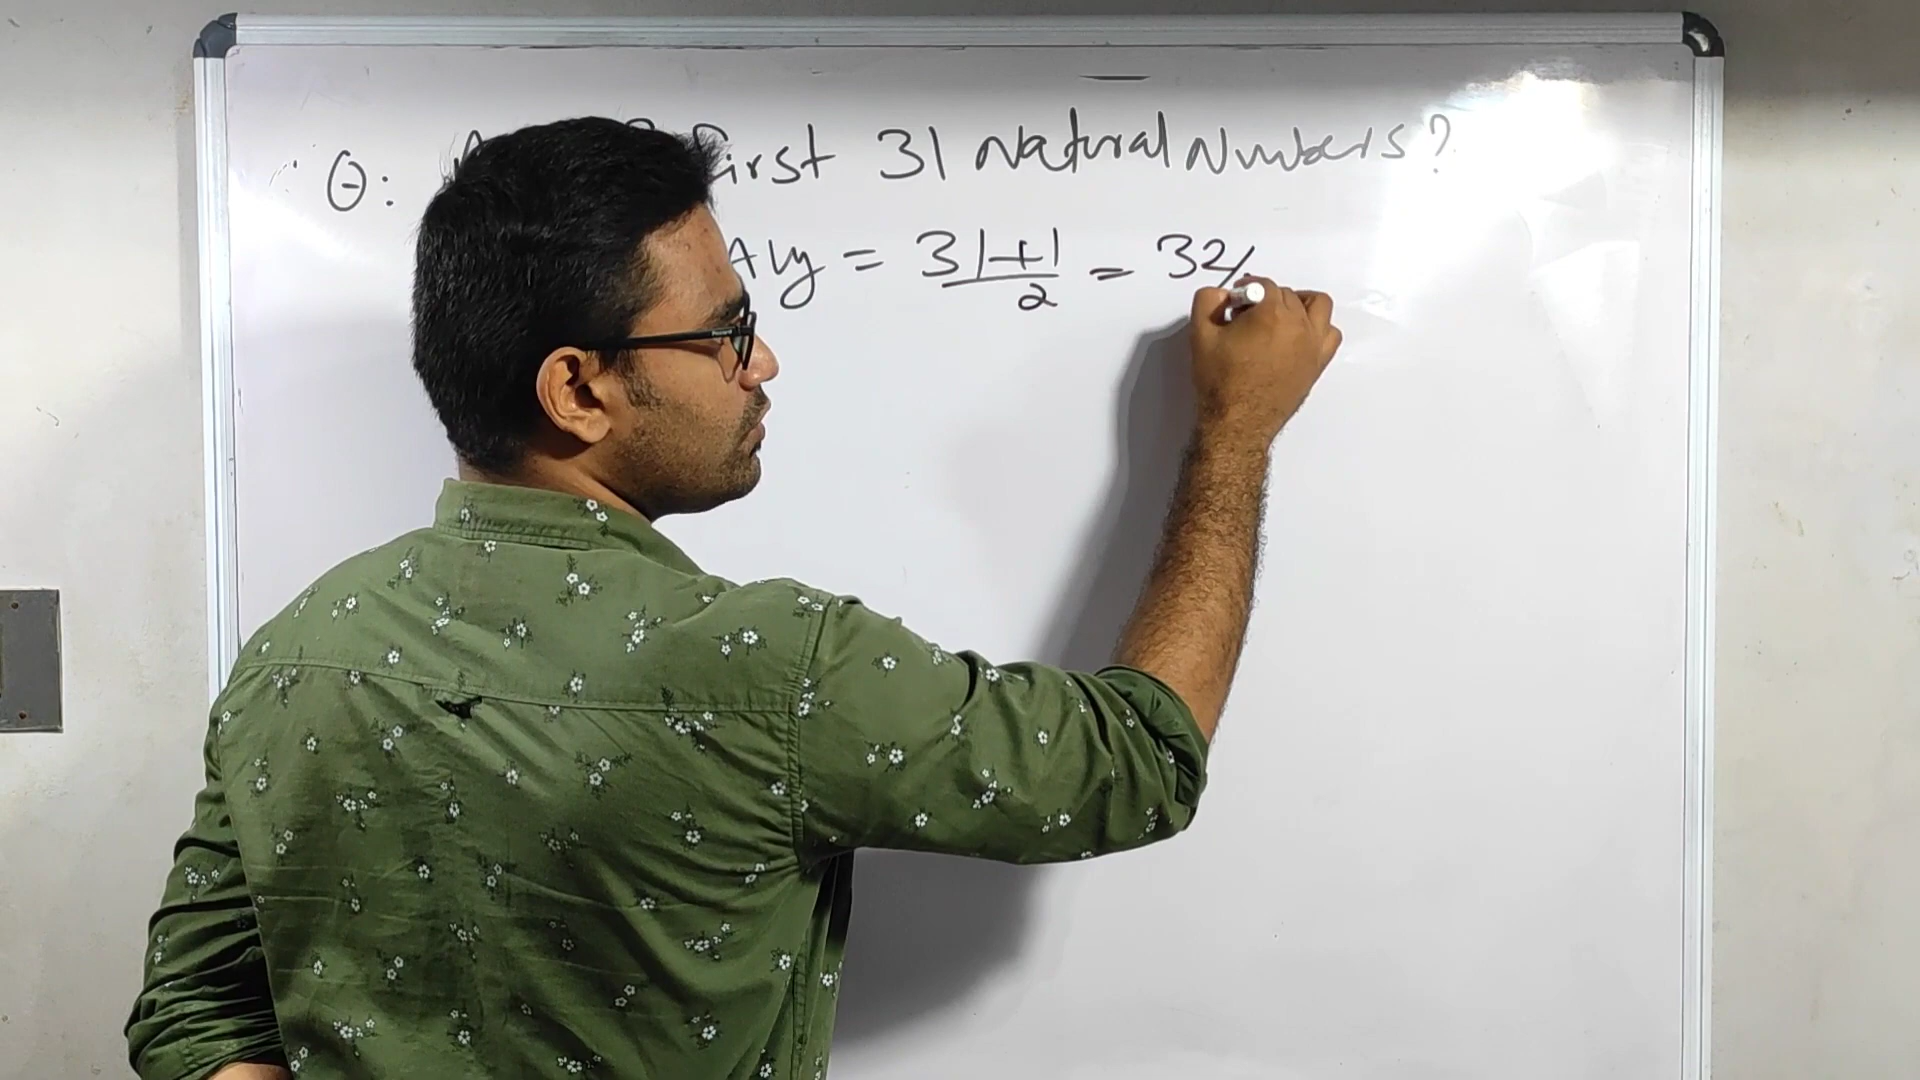 Q: First 31 Natural Numbers?
Avg = 31+1/2 = 32/